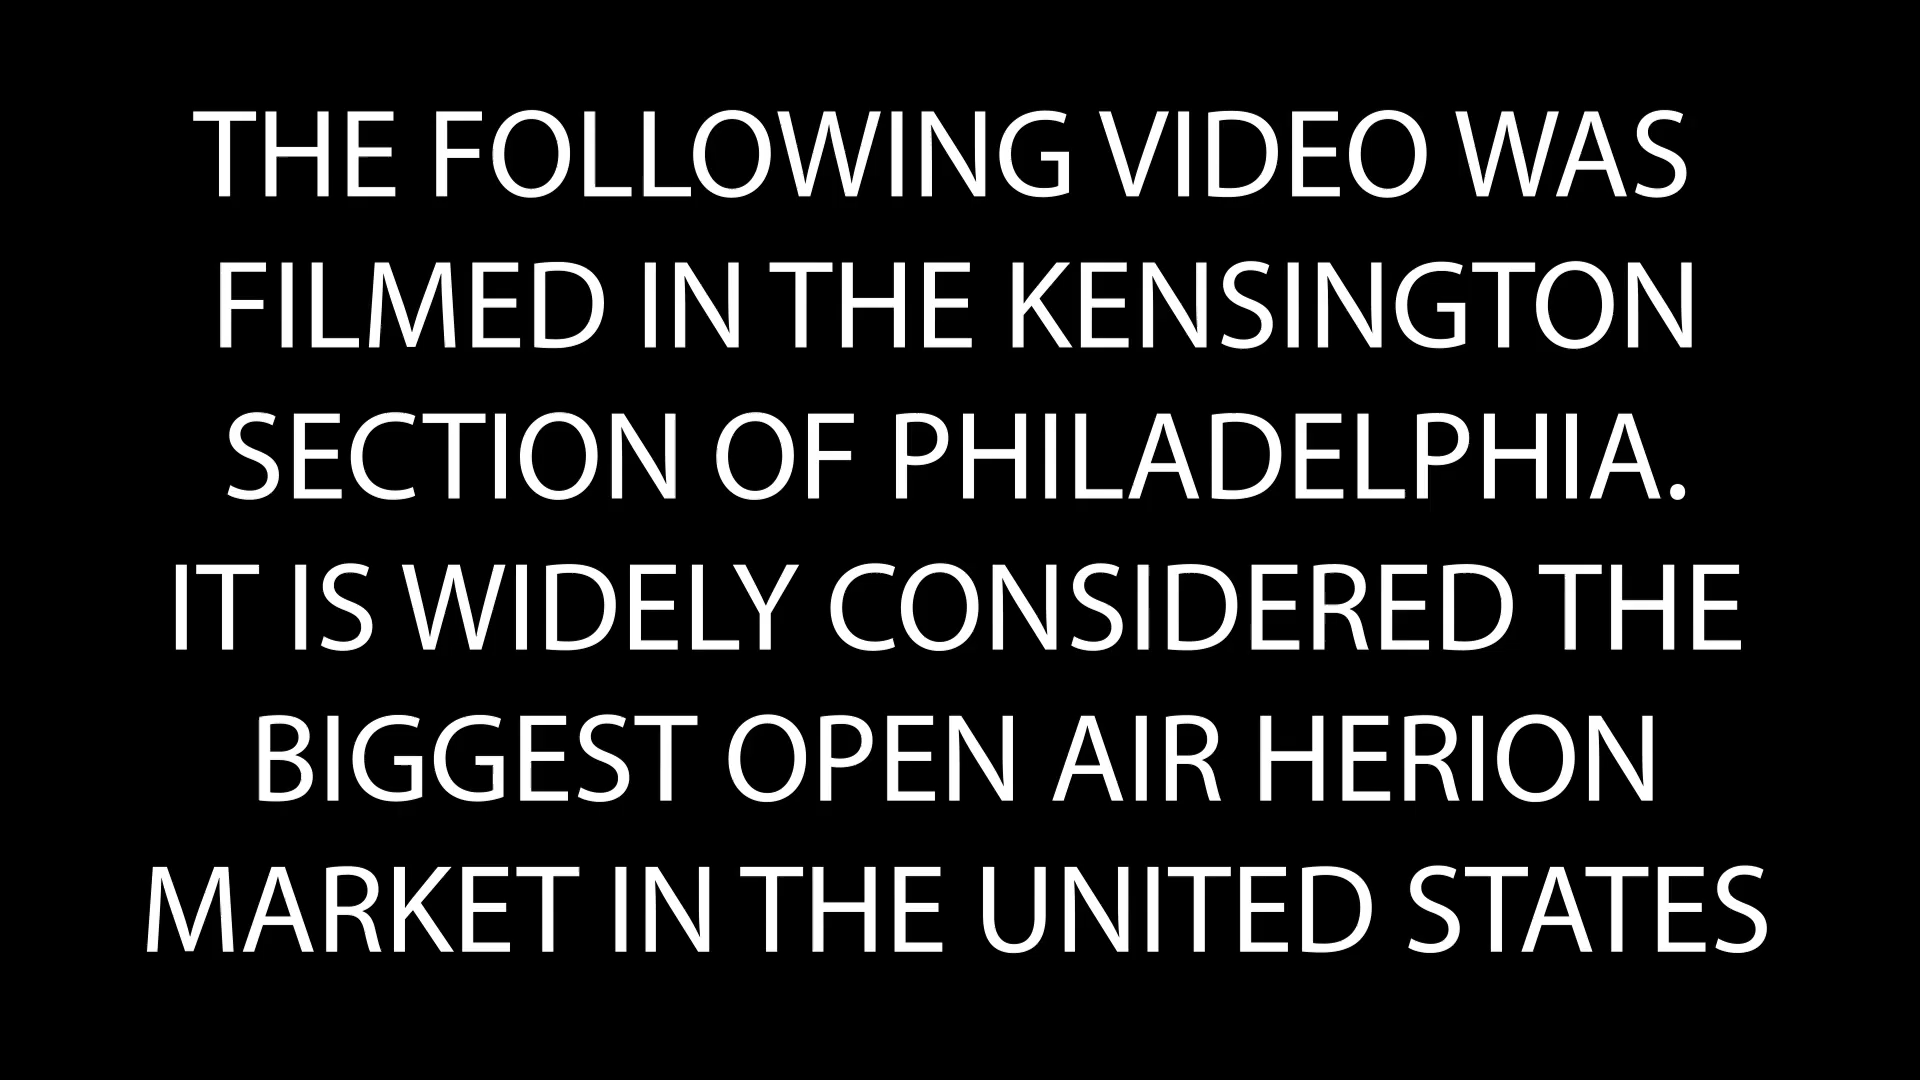 THE FOLLOWING VIDEO WAS
FILMED IN THE KENSINGTON
SECTION OF PHILADELPHIA.
IT IS WIDELY CONSIDERED THE
BIGGEST OPEN AIR HERION
MARKET IN THE UNITED STATES